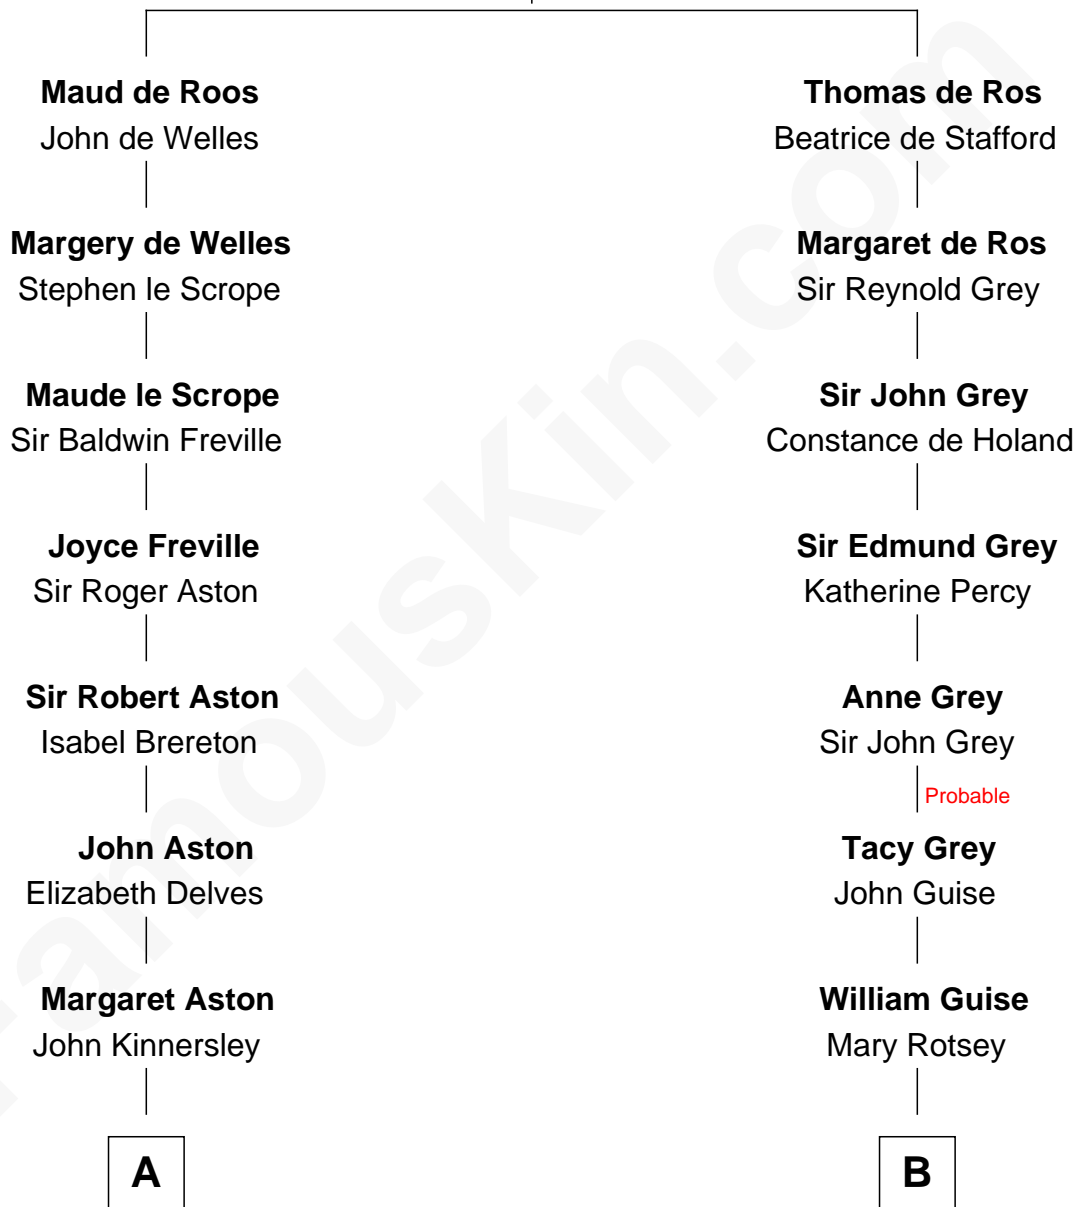 Maud de Roos
John de Welles
Thomas de Ros
Beatrice de Stafford
Margery de Welles
Stephen le Scrope
Margaret de Ros
Sir Reynold Grey
Maude le Scrope
Sir Baldwin Freville
Sir John Grey
Constance de Holand
Joyce Freville
Sir Roger Aston
Sir Edmund Grey
Katherine Percy
Sir Robert Aston
Isabel Brereton
Anne Grey
Sir John Grey
Probable
John Aston
Elizabeth Delves
Tacy Grey
John Guise
Margaret Aston
John Kinnersley
William Guise
Mary Rotsey
A
B
FamousKin.com